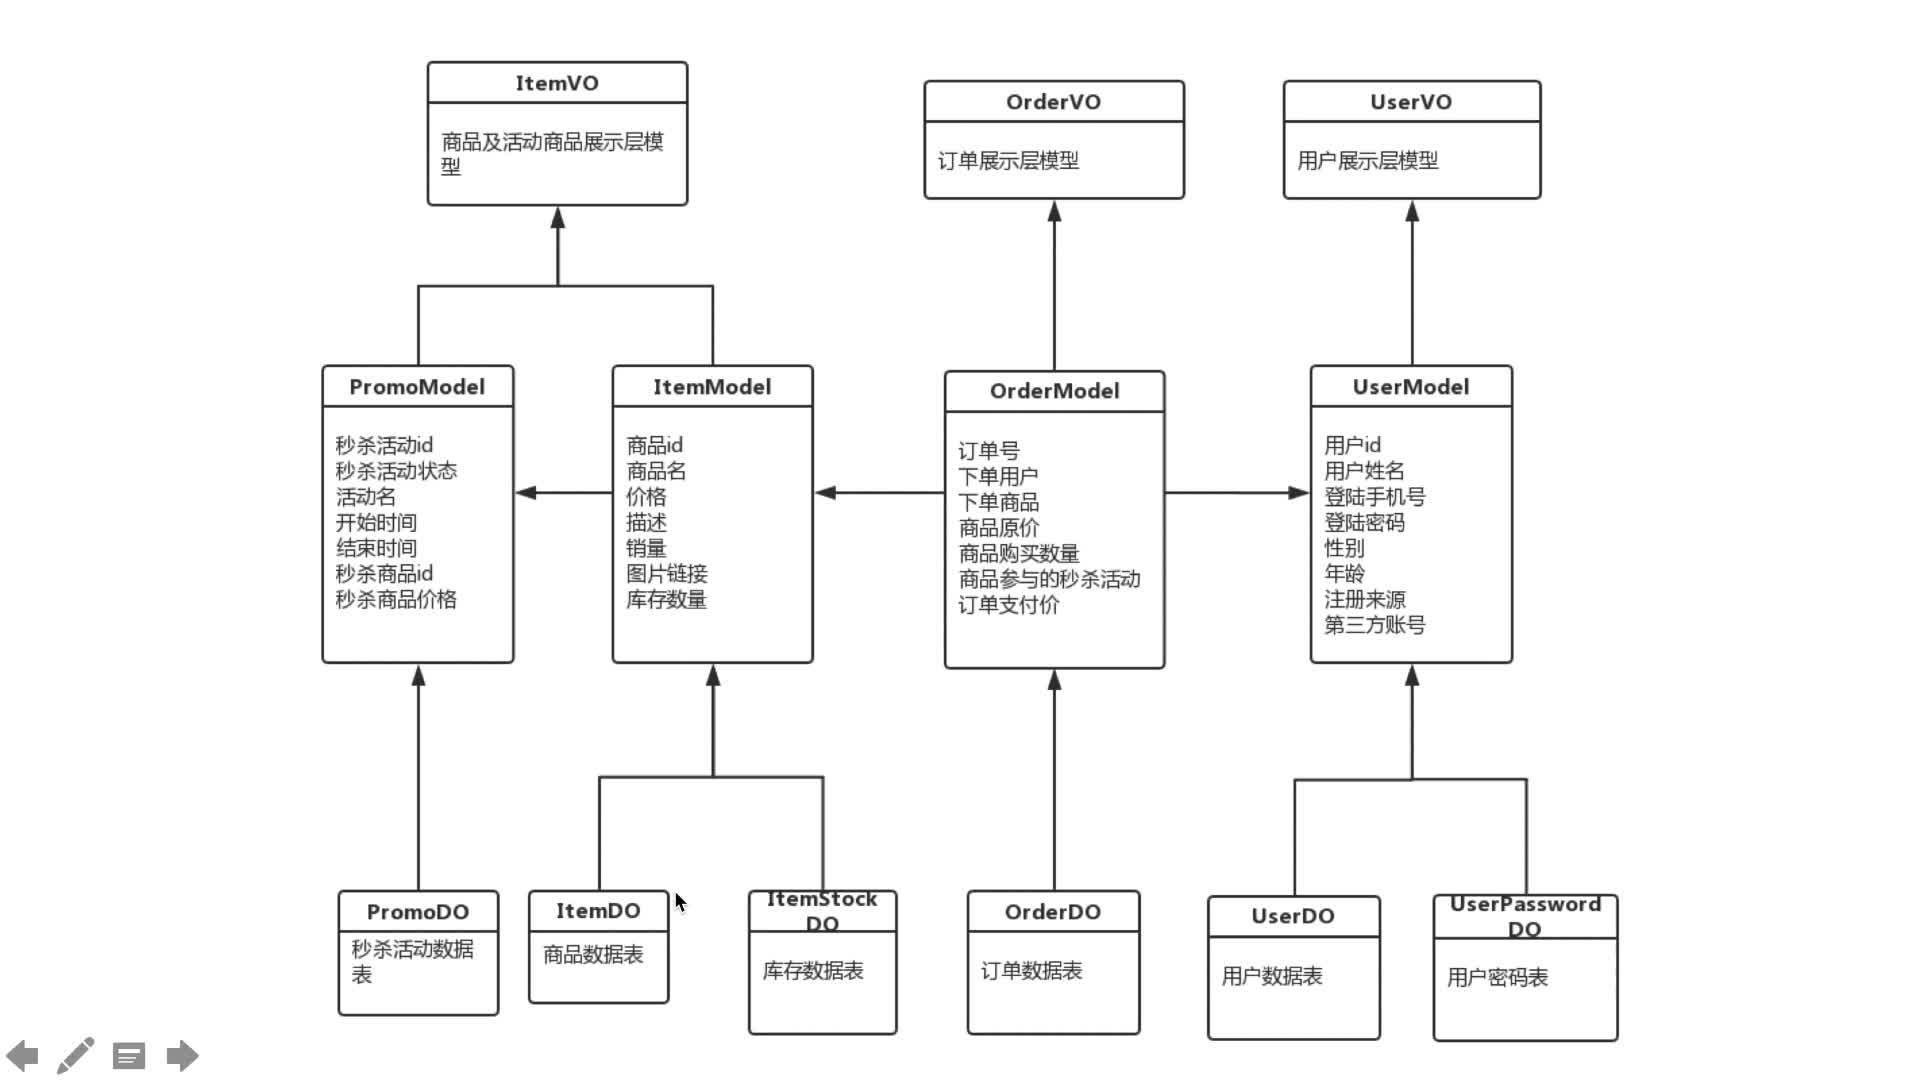 ItemVO
商品及活动商品展示层模
型
OrderVO
订单展示层模型
UserVO
用户展示层模型
PromoModel
秒杀活动id
秒杀活动状态
活动名
开始时间
结束时间
秒杀商品id
秒杀商品价格
ItemModel
商品id
商品名
价格
描述
销量
图片链接
库存数量
OrderModel
订单号
下单用户
下单商品
商品原价
商品购买数量
商品参与的秒杀活动
订单支付价
UserModel
用户id
用户姓名
登陆手机号
登陆密码
性别
年龄
注册来源
第三方账号
PromoDO
秒杀活动数据
表
ItemDO
商品数据表
ItemStock
DO
库存数据表
OrderDO
订单数据表
UserDO
用户数据表
UserPassword
DO
用户密码表